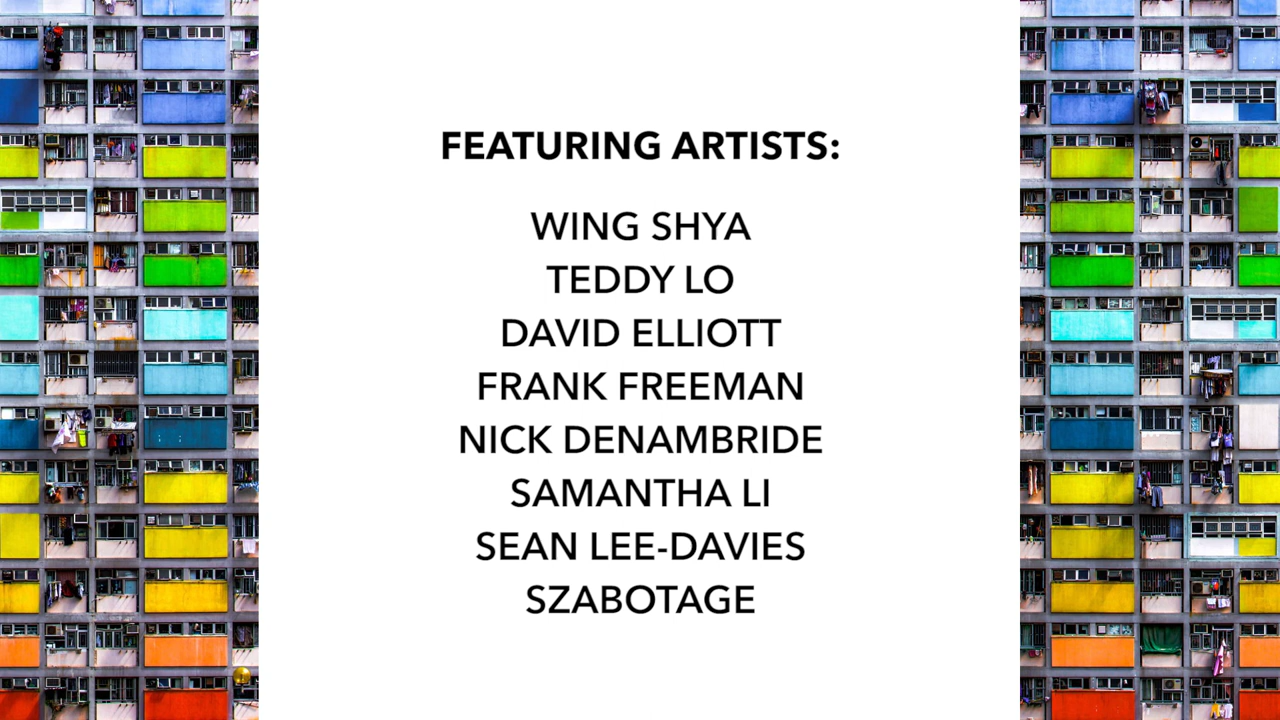 FEATURING ARTISTS:
WING SHYA
TEDDY LO
DAVID ELLIOTT
FRANK FREEMAN
NICK DENAMBRIDE
SAMANTHA LI
SEAN LEE-DAVIES
SZABOTAGE